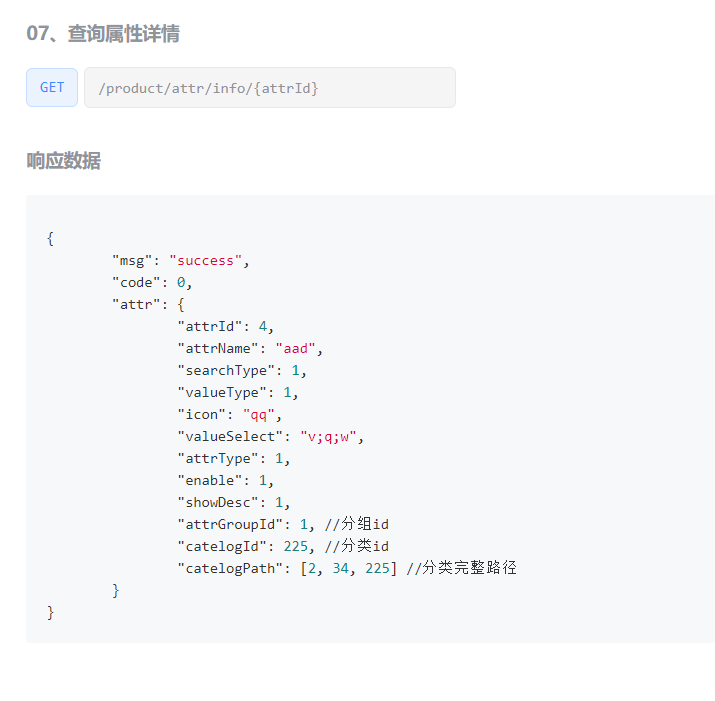 07、查询属性详情
GET /product/attr/info/{attrId}
响应数据
{
"msg": "success",
"code": 0,
"attr": {
"attrId": 4,
"attrName": "aad",
"searchType": 1,
"valueType": 1,
"icon": "qq",
"valueSelect": "v;q;w",
"attrType": 1,
"enable": 1,
"showDesc": 1,
"attrGroupId": 1, //分组id
"catelogId": 225, //分类id
"catelogPath": [2, 34, 225] //分类完整路径
}
}